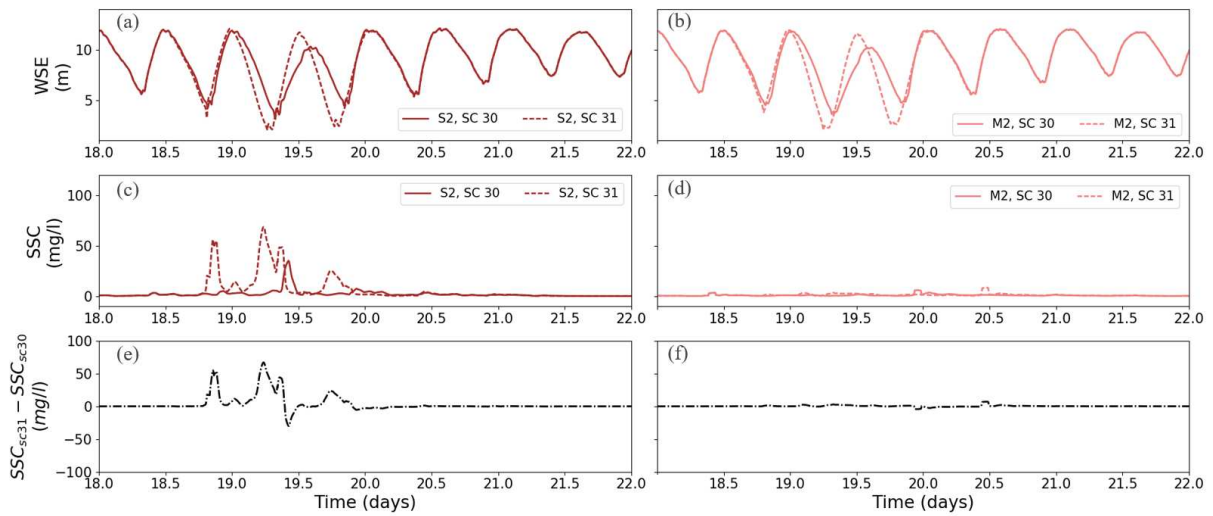 (a)
WSE
(m)
10
5
S2, SC 30
S2, SC 31
18.0 18.5 19.0 19.5 20.0 20.5 21.0 21.5 22.0
(b)
M2, SC 30
M2, SC 31
18.5 19.0 19.5 20.0 20.5 21.0 21.5 22.0
(c)
SSC
(mg/l)
100
50
0
S2, SC 30
S2, SC 31
18.0 18.5 19.0 19.5 20.0 20.5 21.0 21.5 22.0
(d)
M2, SC 30
M2, SC 31
18.5 19.0 19.5 20.0 20.5 21.0 21.5 22.0
(e)
SSC_sc31 − SSC_sc30
(mg/l)
100
50
0
−50
−100
18.0 18.5 19.0 19.5 20.0 20.5 21.0 21.5 22.0
Time (days)
(f)
18.5 19.0 19.5 20.0 20.5 21.0 21.5 22.0
Time (days)